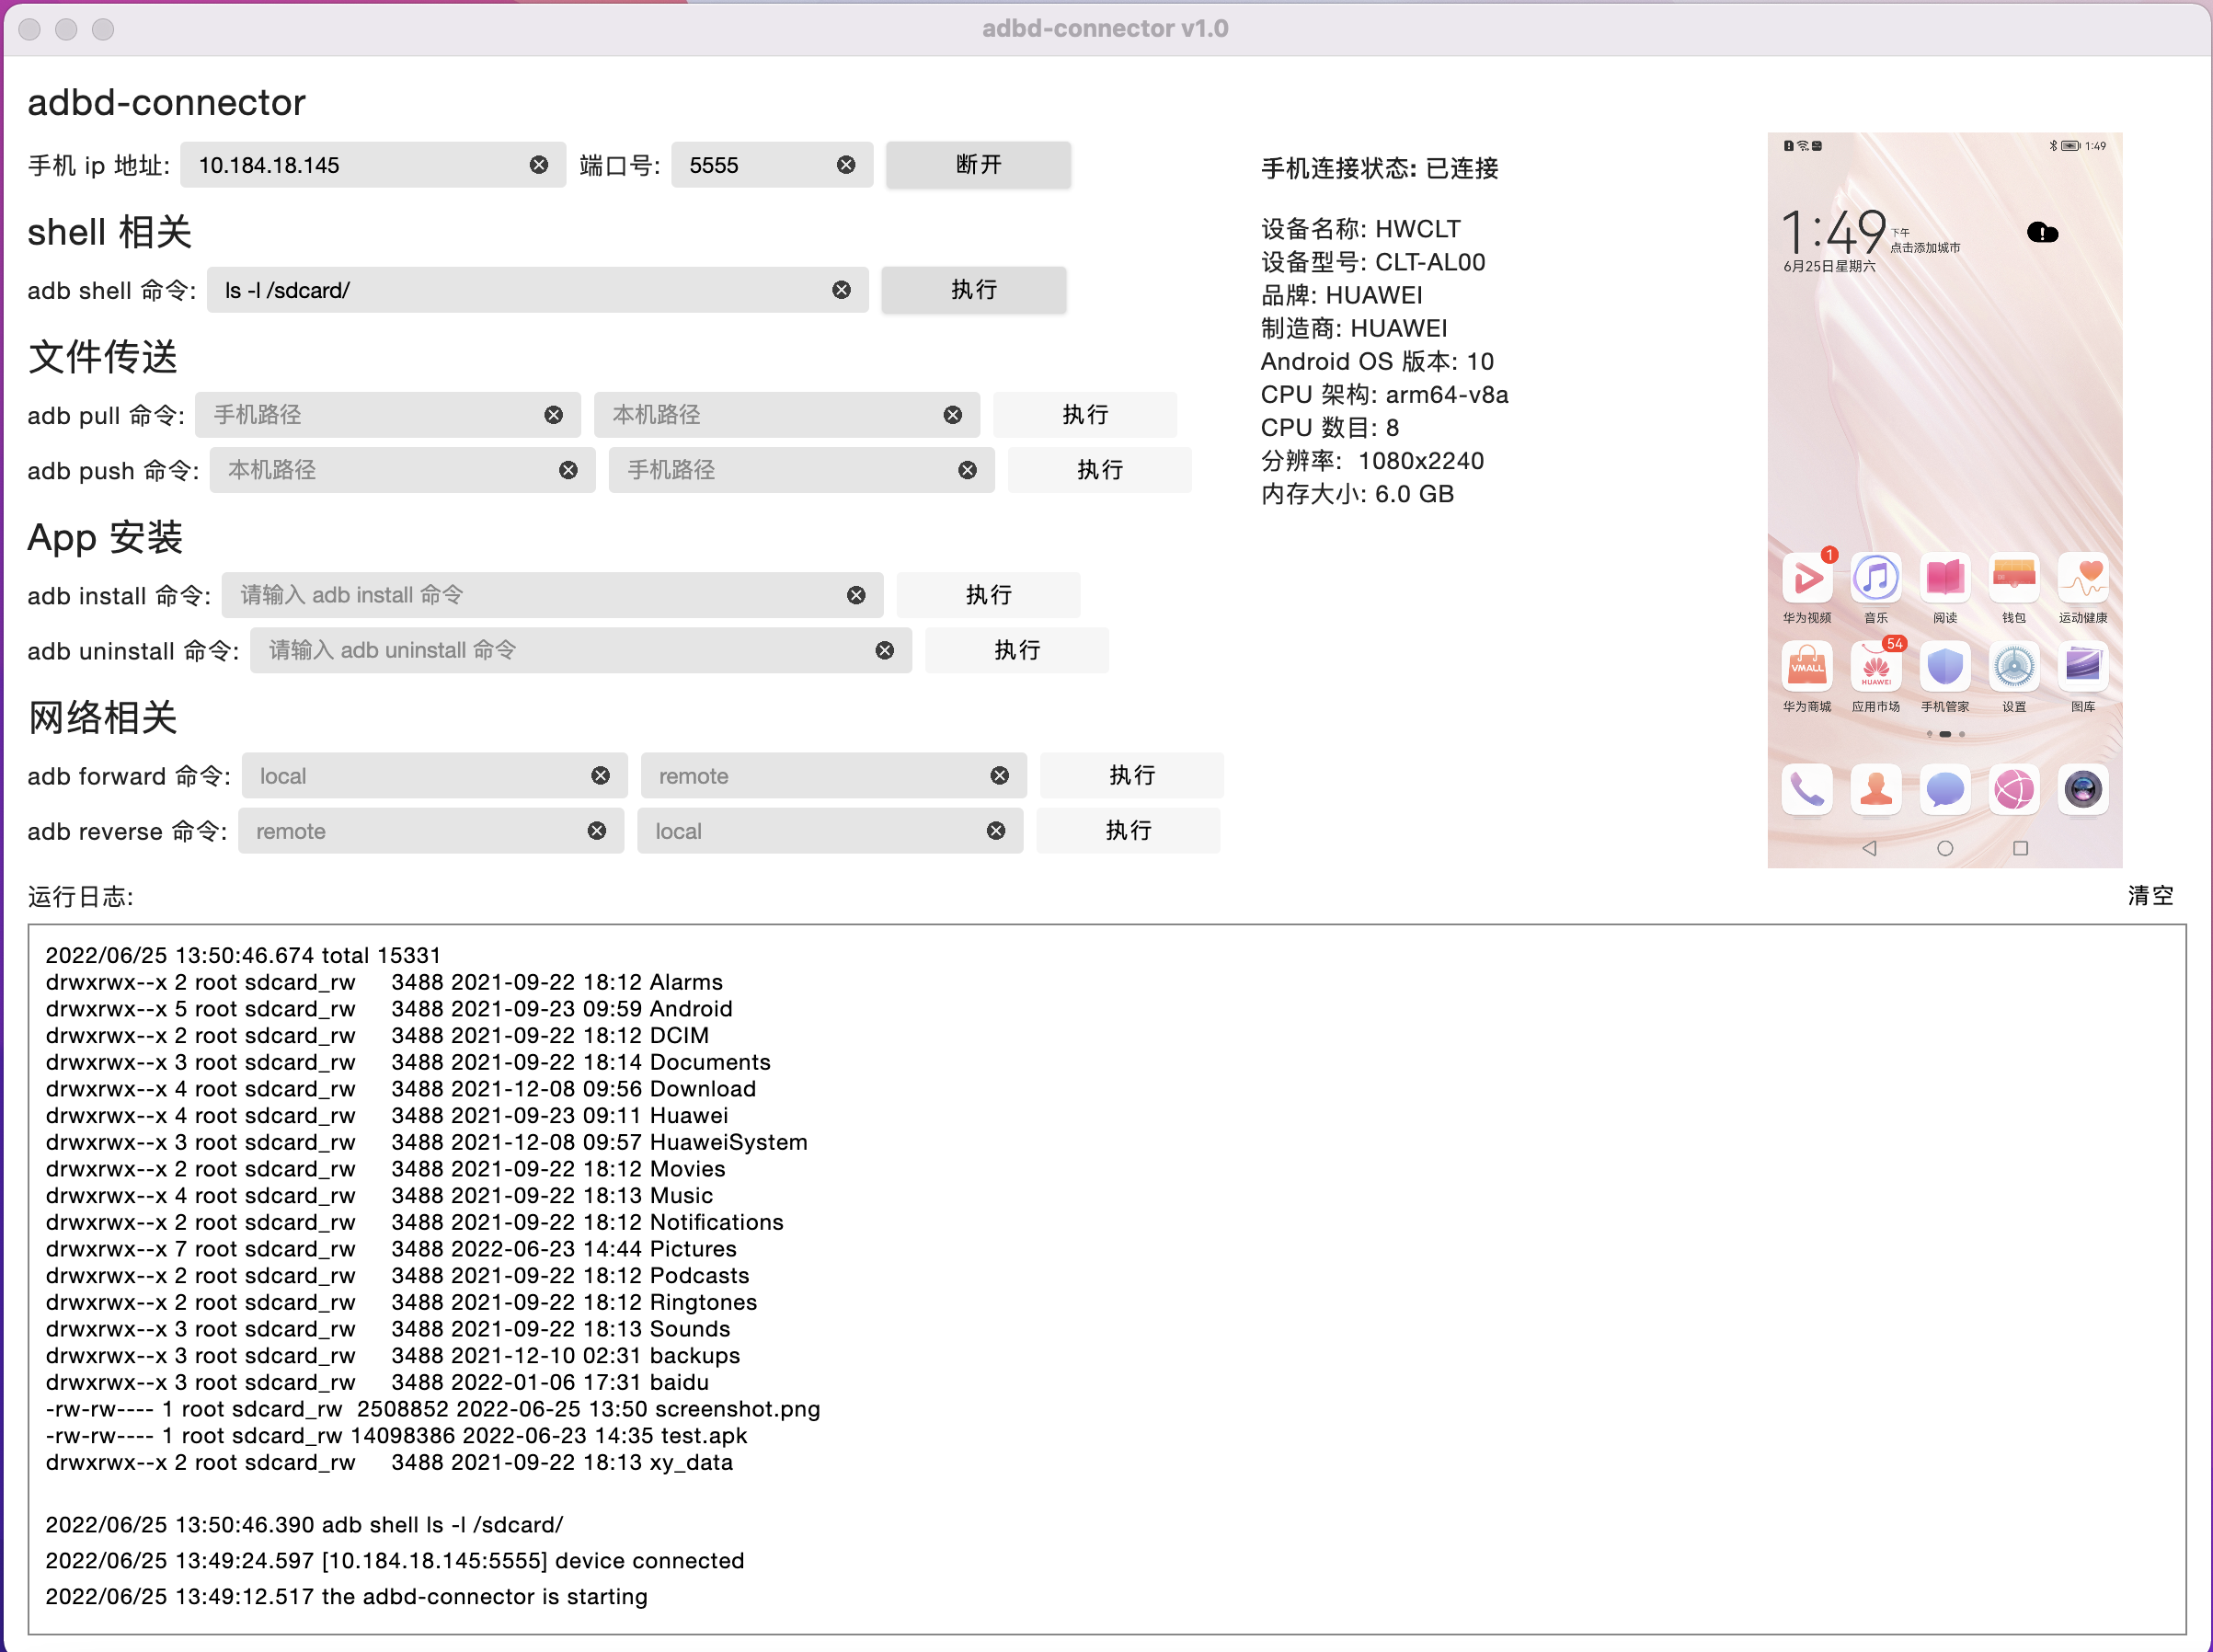 adbd-connector v1.0
adbd-connector
手机 ip 地址: 10.184.18.145 端口号: 5555 断开
shell 相关
adb shell 命令: ls -l /sdcard/ 执行
文件传送
adb pull 命令: 手机路径 本机路径 执行
adb push 命令: 本机路径 手机路径 执行
App 安装
adb install 命令: 请输入 adb install 命令 执行
adb uninstall 命令: 请输入 adb uninstall 命令 执行
网络相关
adb forward 命令: local remote 执行
adb reverse 命令: remote local 执行
手机连接状态: 已连接
设备名称: HWCLT
设备型号: CLT-AL00
品牌: HUAWEI
制造商: HUAWEI
Android OS 版本: 10
CPU 架构: arm64-v8a
CPU 数目: 8
分辨率: 1080x2240
内存大小: 6.0 GB
1:49
1:49 下午
点击添加城市
6月25日星期六
1
华为视频 音乐 阅读 钱包 运动健康
54
VMALL HUAWEI
华为商城 应用市场 手机管家 设置 图库
运行日志: 清空
2022/06/25 13:50:46.674 total 15331
drwxrwx--x 2 root sdcard_rw 3488 2021-09-22 18:12 Alarms
drwxrwx--x 5 root sdcard_rw 3488 2021-09-23 09:59 Android
drwxrwx--x 2 root sdcard_rw 3488 2021-09-22 18:12 DCIM
drwxrwx--x 3 root sdcard_rw 3488 2021-09-22 18:14 Documents
drwxrwx--x 4 root sdcard_rw 3488 2021-12-08 09:56 Download
drwxrwx--x 4 root sdcard_rw 3488 2021-09-23 09:11 Huawei
drwxrwx--x 3 root sdcard_rw 3488 2021-12-08 09:57 HuaweiSystem
drwxrwx--x 2 root sdcard_rw 3488 2021-09-22 18:12 Movies
drwxrwx--x 4 root sdcard_rw 3488 2021-09-22 18:13 Music
drwxrwx--x 2 root sdcard_rw 3488 2021-09-22 18:12 Notifications
drwxrwx--x 7 root sdcard_rw 3488 2022-06-23 14:44 Pictures
drwxrwx--x 2 root sdcard_rw 3488 2021-09-22 18:12 Podcasts
drwxrwx--x 2 root sdcard_rw 3488 2021-09-22 18:12 Ringtones
drwxrwx--x 3 root sdcard_rw 3488 2021-09-22 18:13 Sounds
drwxrwx--x 3 root sdcard_rw 3488 2021-12-10 02:31 backups
drwxrwx--x 3 root sdcard_rw 3488 2022-01-06 17:31 baidu
-rw-rw---- 1 root sdcard_rw 2508852 2022-06-25 13:50 screenshot.png
-rw-rw---- 1 root sdcard_rw 14098386 2022-06-23 14:35 test.apk
drwxrwx--x 2 root sdcard_rw 3488 2021-09-22 18:13 xy_data
2022/06/25 13:50:46.390 adb shell ls -l /sdcard/
2022/06/25 13:49:24.597 [10.184.18.145:5555] device connected
2022/06/25 13:49:12.517 the adbd-connector is starting